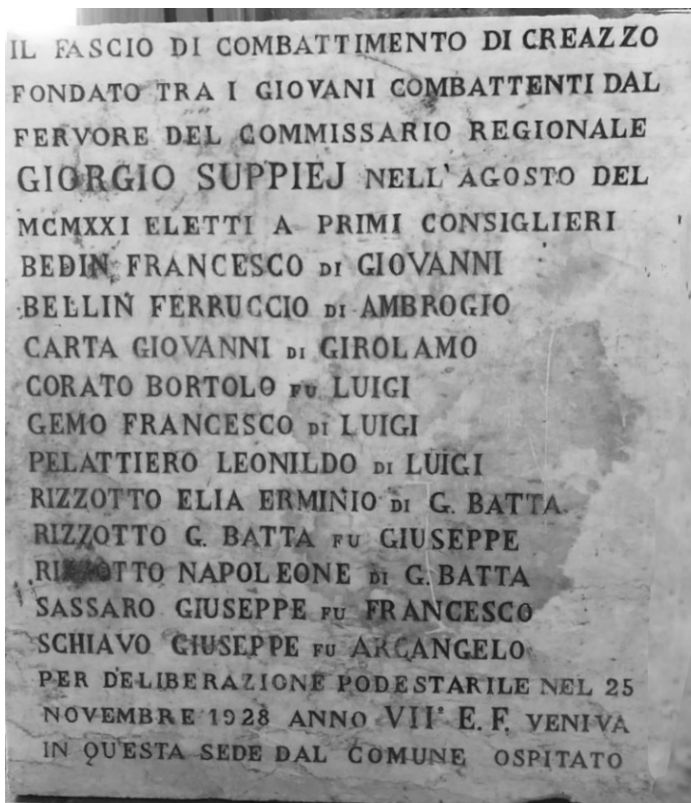 IL FASCIO DI COMBATTIMENTO DI CREAZZO
FONDATO TRA I GIOVANI COMBATTENTI DAL
FERVORE DEL COMMISSARIO REGIONALE
GIORGIO SUPPIEJ NELL'AGOSTO DEL
MCMXXI ELETTI A PRIMI CONSIGLIERI
BEDIN FRANCESCO DI GIOVANNI
BELLIN FERRUCCIO DI AMBROGIO
CARTA GIOVANNI DI GIROLAMO
CORATO BORTOLO FU LUIGI
GEMO FRANCESCO DI LUIGI
PELATTIERO LEONILDO DI LUIGI
RIZZOTTO ELIA ERMINIO DI G. BATTA
RIZZOTTO G. BATTA FU GIUSEPPE
RIZZOTTO NAPOLEONE DI G. BATTA
SASSARO GIUSEPPE FU FRANCESCO
SCHIAVO GIUSEPPE FU ARCANGELO
PER DELIBERAZIONE PODESTARILE NEL 25
NOVEMBRE 1928 ANNO VII° E. F. VENIVA
IN QUESTA SEDE DAL COMUNE OSPITATO